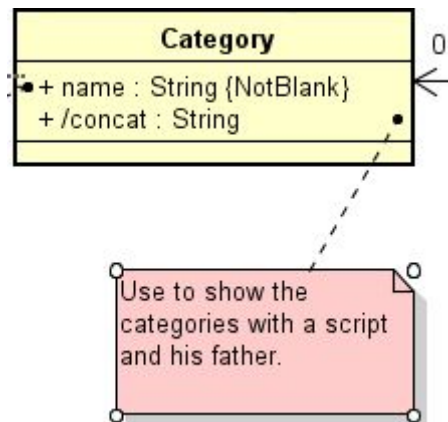 Category
0
+ name : String {NotBlank}
+ /concat : String
Use to show the
categories with a script
and his father.